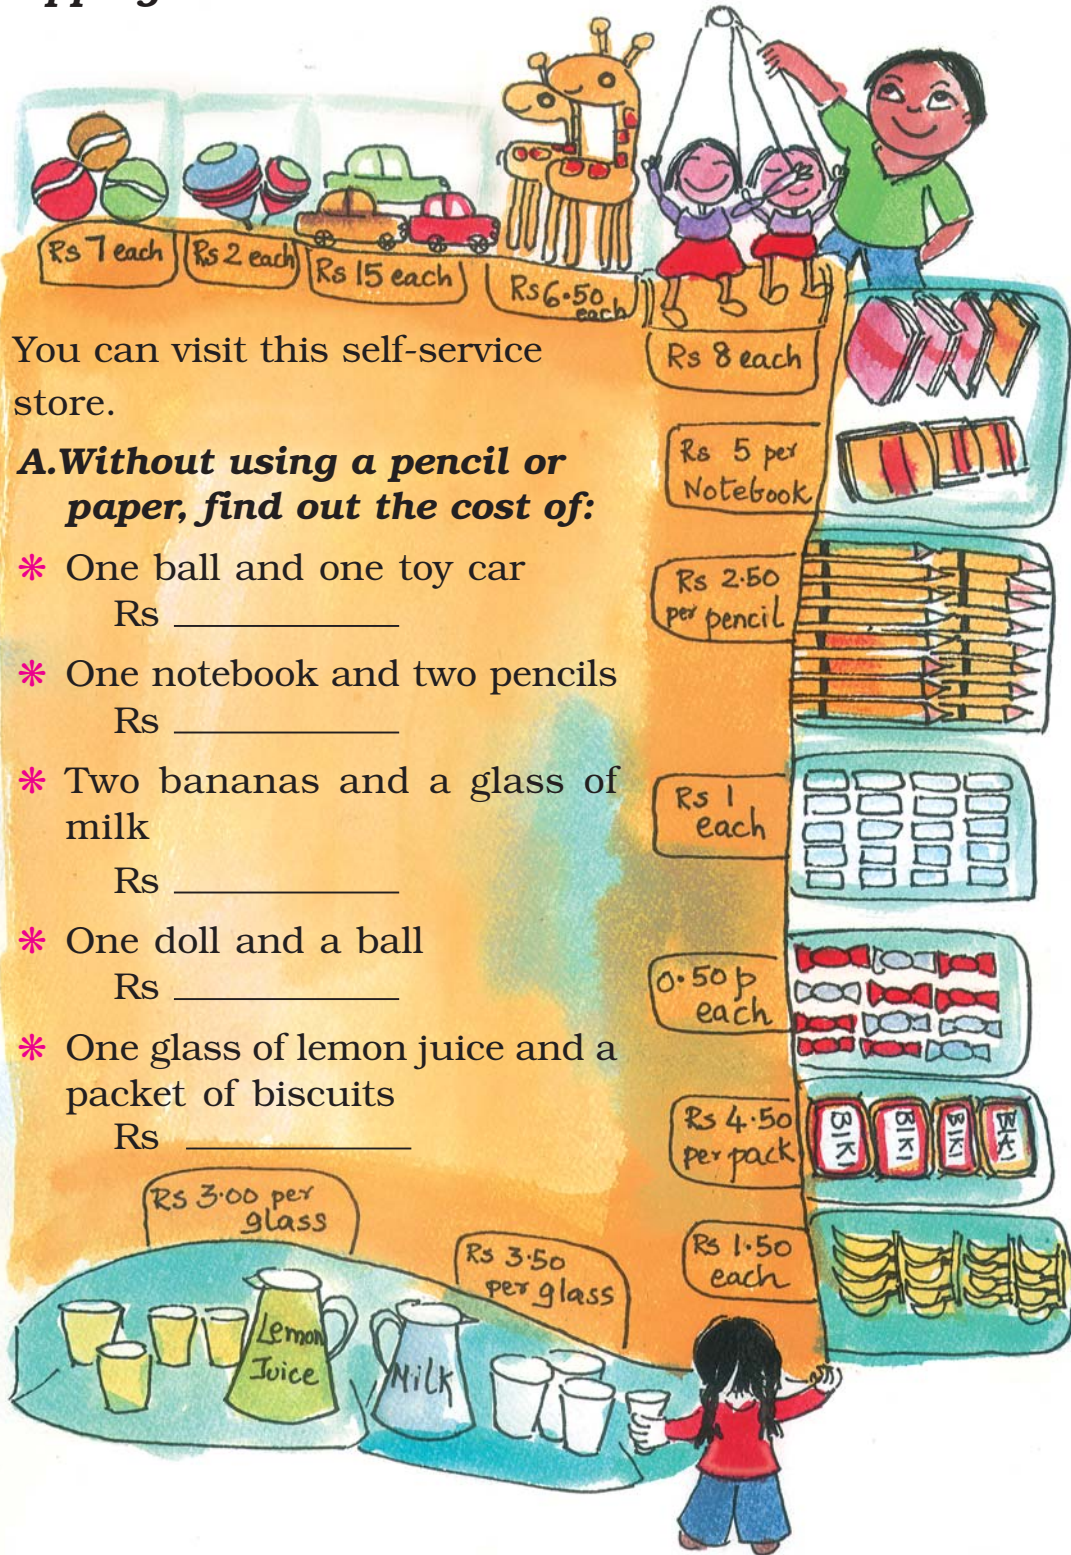 Rs 7 each
Rs 2 each
Rs 15 each
Rs 6.50
each
Rs 8 each
You can visit this self-service
store.
A.Without using a pencil or
paper, find out the cost of:
❋ One ball and one toy car
Rs ____________
❋ One notebook and two pencils
Rs ____________
❋ Two bananas and a glass of
milk
Rs ____________
❋ One doll and a ball
Rs ____________
❋ One glass of lemon juice and a
packet of biscuits
Rs ____________
Rs 5 per
Notebook
Rs 2.50
per pencil
Rs 1
each
0.50 p
each
Rs 4.50
per pack
BIKI
BIKI
BIKI
BIKI
Rs 1.50
each
Rs 3.00 per
glass
Rs 3.50
per glass
Lemon
Juice
Milk